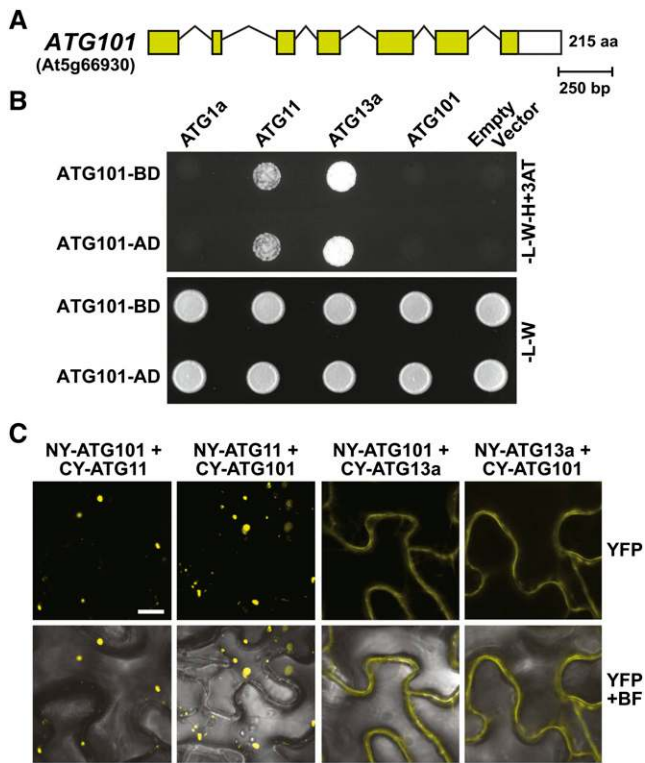 A
ATG101
(At5g66930)
215 aa
250 bp
B
ATG1a
ATG11
ATG13a
ATG101
Empty
Vector
ATG101-BD
ATG101-AD
-L-W-H+3AT
ATG101-BD
ATG101-AD
-L-W
C
NY-ATG101 +
CY-ATG11
NY-ATG11 +
CY-ATG101
NY-ATG101 +
CY-ATG13a
NY-ATG13a +
CY-ATG101
YFP
YFP
+BF